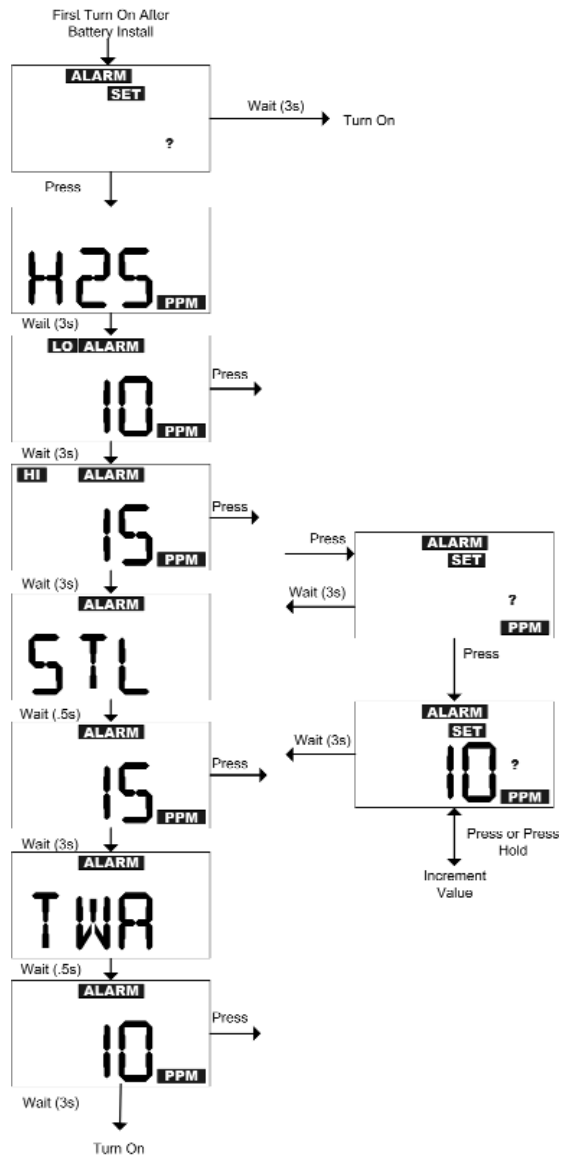 First Turn On After
Battery Install
ALARM
SET
?
Wait (3s)
Turn On
Press
H2S
PPM
Wait (3s)
LO ALARM
10
PPM
Press
Wait (3s)
HI ALARM
15
PPM
Press
Wait (3s)
ALARM
STL
Wait (.5s)
ALARM
15
PPM
Press
Wait (3s)
ALARM
TWA
Wait (.5s)
ALARM
10
PPM
Press
Wait (3s)
Turn On
Press
ALARM
SET
?
PPM
Wait (3s)
Press
ALARM
SET
10
?
PPM
Wait (3s)
Press or Press
Hold
Increment
Value